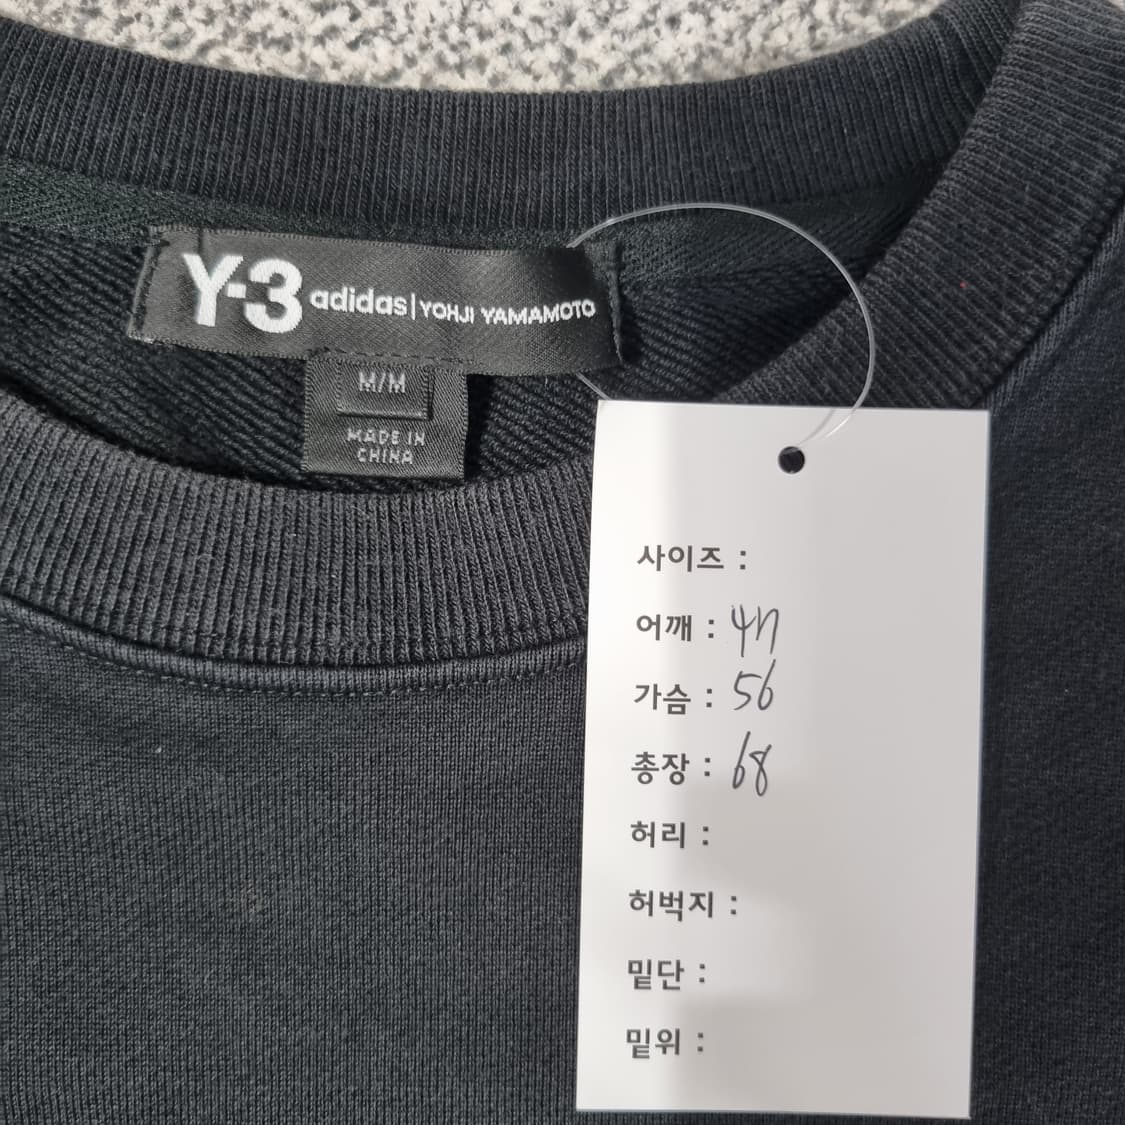 Y-3 adidas | YOHJI YAMAMOTO
M/M
MADE IN
CHINA
사이즈 :
어깨 : 47
가슴 : 56
총장 : 68
허리 :
허벅지 :
밑단 :
밑위 :